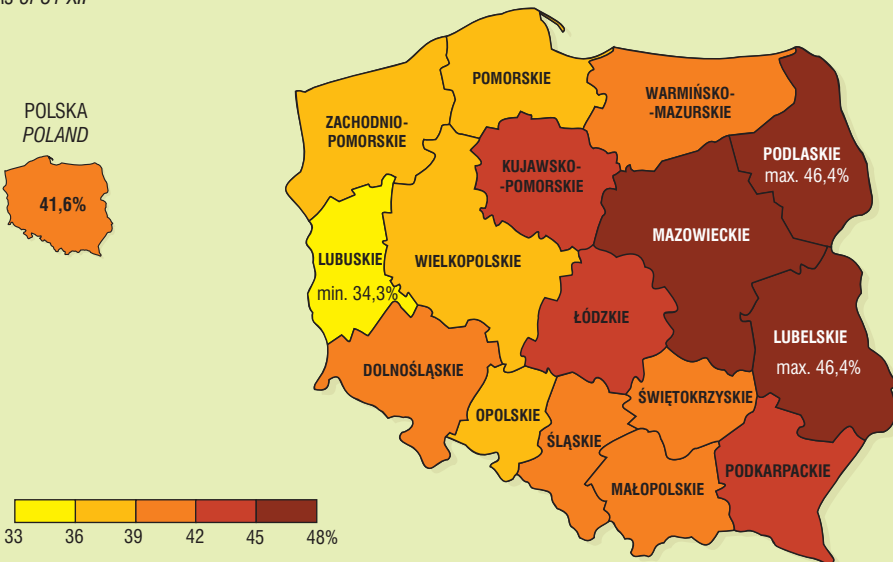 POLSKA
POLAND
41,6%
POMORSKIE
WARMIŃSKO-
-MAZURSKIE
ZACHODNIO-
POMORSKIE
KUJAWSKO-
-POMORSKIE
PODLASKIE
max. 46,4%
MAZOWIECKIE
LUBUSKIE
min. 34,3%
WIELKOPOLSKIE
ŁÓDZKIE
LUBELSKIE
max. 46,4%
DOLNOŚLĄSKIE
ŚWIĘTOKRZYSKIE
OPOLSKIE
ŚLĄSKIE
PODKARPACKIE
MAŁOPOLSKIE
33 36 39 42 45 48%